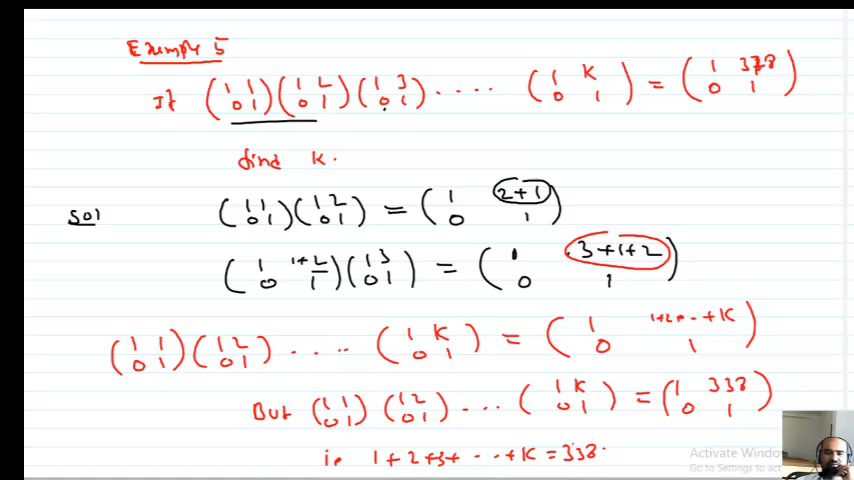 Example 5
If (1 1 0 1)(1 2 0 1)(1 3 0 1) . . . . (1 K 0 1) = (1 378 0 1)
find K.
Sol
(1 1 0 1)(1 2 0 1) = (1 2+1 0 1)
(1 1+2 0 1)(1 3 0 1) = (1 3+1+2 0 1)
(1 1 0 1)(1 2 0 1) . . . . (1 K 0 1) = (1 1+2+ . . +K 0 1)
But (1 1 0 1)(1 2 0 1) . . . (1 K 0 1) = (1 338 0 1)
i.e 1+2+3+ . . +K = 338.
Activate Window
Go to Settings to act